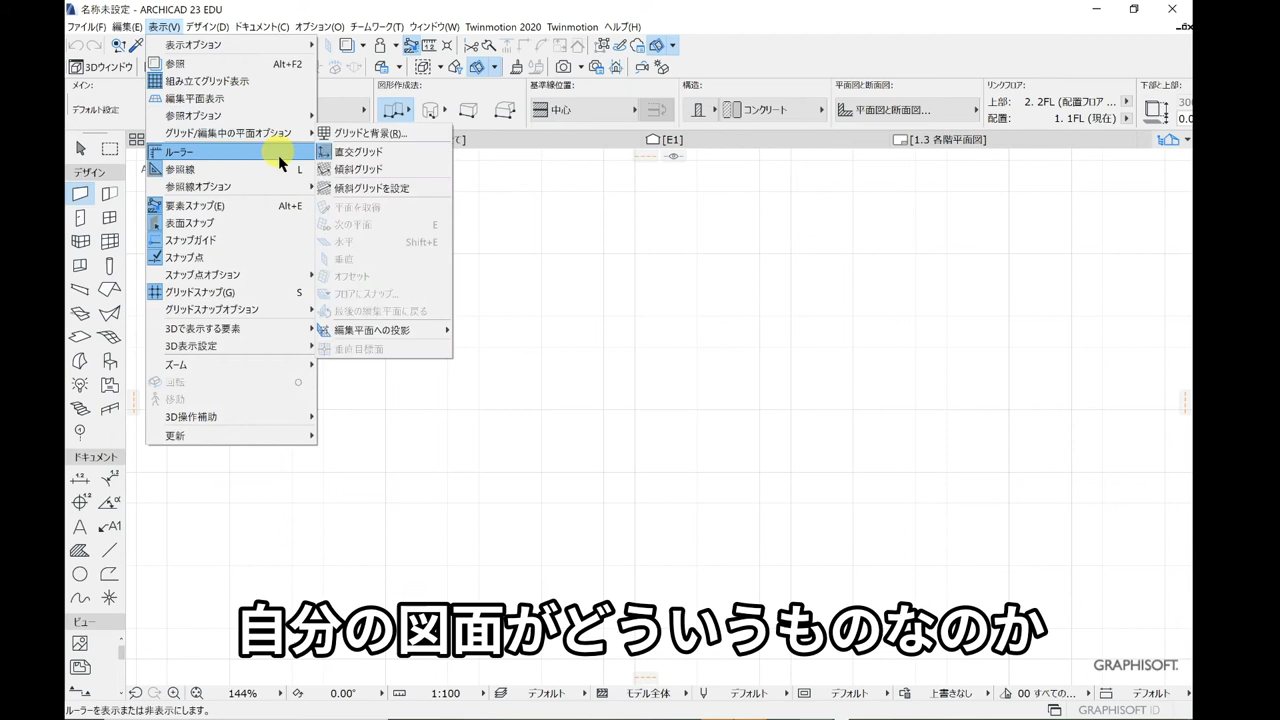 名称未設定 - ARCHICAD 23 EDU
ファイル(F) 編集(E) 表示(V) デザイン(D) ドキュメント(C) オプション(O) チームワーク(T) ウィンドウ(W) Twinmotion 2020 Twinmotion ヘルプ(H)
3Dウィンドウ
メイン:
デフォルト設定
表示オプション
参照 Alt+F2
組み立てグリッド表示
編集平面表示
参照オプション
グリッド/編集中の平面オプション
ルーラー
参照線 L
参照線オプション
要素スナップ(E) Alt+E
表面スナップ
スナップガイド
スナップ点
スナップ点オプション
グリッドスナップ(G) S
グリッドスナップオプション
3Dで表示する要素
3D表示設定
ズーム
回転 O
移動
3D操作補助
更新
グリッドと背景(R)...
直交グリッド
傾斜グリッド
傾斜グリッドを設定
平面を取得
次の平面 E
水平 Shift+E
垂直
オフセット
フロアにスナップ...
最後の編集平面に戻る
編集平面への投影
垂直目標面
図形作成法:
基準線位置:
中心
構造:
コンクリート
平面図と断面図:
平面図と断面図...
リンクフロア:
上部: 2. 2FL (配置フロア ...
配置: 1. 1FL (現在)
下部と上部:
300
0.0
[E1]
[1.3 各階平面図]
デザイン
ドキュメント
ビュー
自分の図面がどういうものなのか
GRAPHISOFT.
144% 0.00° 1:100 デフォルト モデル全体 デフォルト デフォルト 上書きなし 00 すべての... デフォルト
ルーラーを表示または非表示にします。
GRAPHISOFT ID